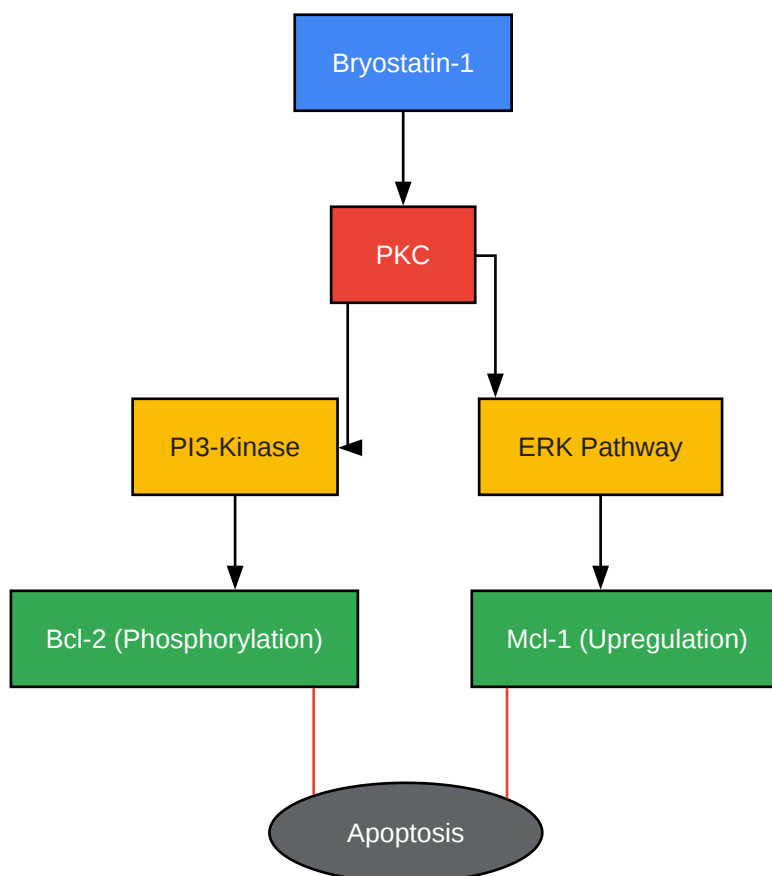 Bryostatin-1
PKC
PI3-Kinase
ERK Pathway
Bcl-2 (Phosphorylation)
Mcl-1 (Upregulation)
Apoptosis